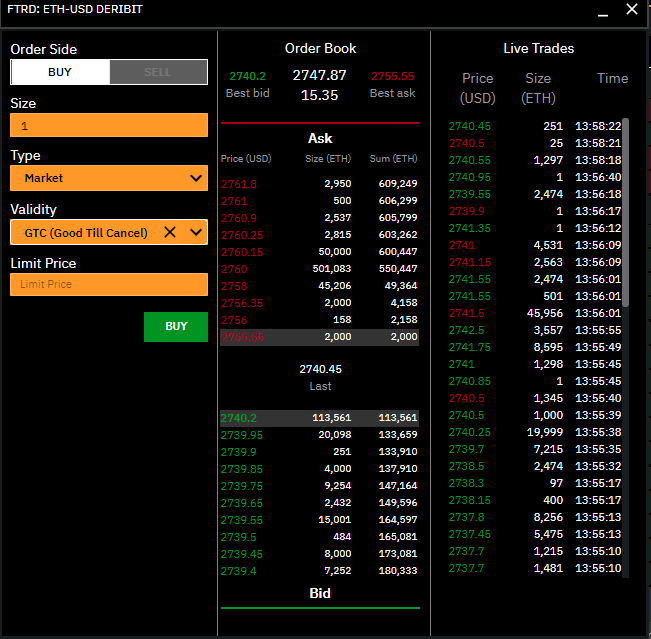 FTRD: ETH-USD DERIBIT
Order Side
BUY
SELL
Size
1
Type
Market
Validity
GTC (Good Till Cancel)
Limit Price
Limit Price
BUY
Order Book
2740.2 2747.87 2755.55
Best bid 15.35 Best ask
Ask
Price (USD) Size (ETH) Sum (ETH)
2761.8 2,950 609,249
2761 500 606,299
2760.9 2,537 605,799
2760.25 2,815 603,262
2760.15 50,000 600,447
2760 501,083 550,447
2758 45,206 49,364
2756.35 2,000 4,158
2756 158 2,158
2755.55 2,000 2,000
2740.45
Last
2740.2 113,561 113,561
2739.95 20,098 133,659
2739.9 251 133,910
2739.85 4,000 137,910
2739.75 9,254 147,164
2739.65 2,432 149,596
2739.55 15,001 164,597
2739.5 484 165,081
2739.45 8,000 173,081
2739.4 7,252 180,333
Bid
Live Trades
Price Size Time
(USD) (ETH)
2740.45 251 13:58:22
2740.5 25 13:58:21
2740.55 1,297 13:58:18
2740.95 1 13:56:40
2739.55 2,474 13:56:18
2739.9 1 13:56:17
2741.35 1 13:56:12
2741 4,531 13:56:09
2741.15 2,563 13:56:09
2741.55 2,474 13:56:01
2741.55 501 13:56:01
2741.5 45,956 13:56:01
2742.5 3,557 13:55:55
2741.75 8,595 13:55:49
2741 1,298 13:55:45
2740.85 1 13:55:45
2740.5 1,345 13:55:40
2740.5 1,000 13:55:39
2740.25 19,999 13:55:38
2739.7 7,215 13:55:35
2738.5 2,474 13:55:32
2738.3 97 13:55:17
2738.15 400 13:55:17
2737.8 8,256 13:55:13
2737.45 5,475 13:55:13
2737.7 1,215 13:55:10
2737.7 1,481 13:55:10